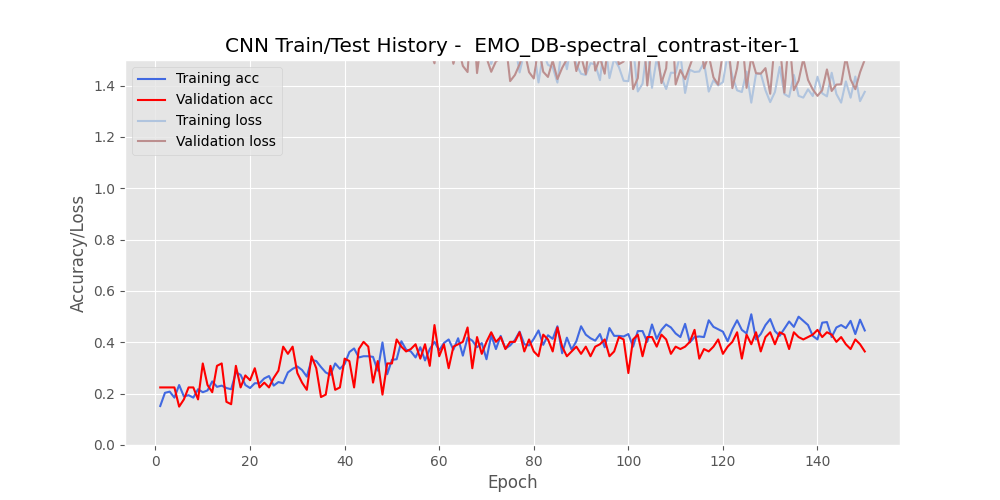 CNN Train/Test History -  EMO_DB-spectral_contrast-iter-1
Training acc
Validation acc
Training loss
Validation loss
Accuracy/Loss
1.4
1.2
1.0
0.8
0.6
0.4
0.2
0.0
0 20 40 60 80 100 120 140
Epoch